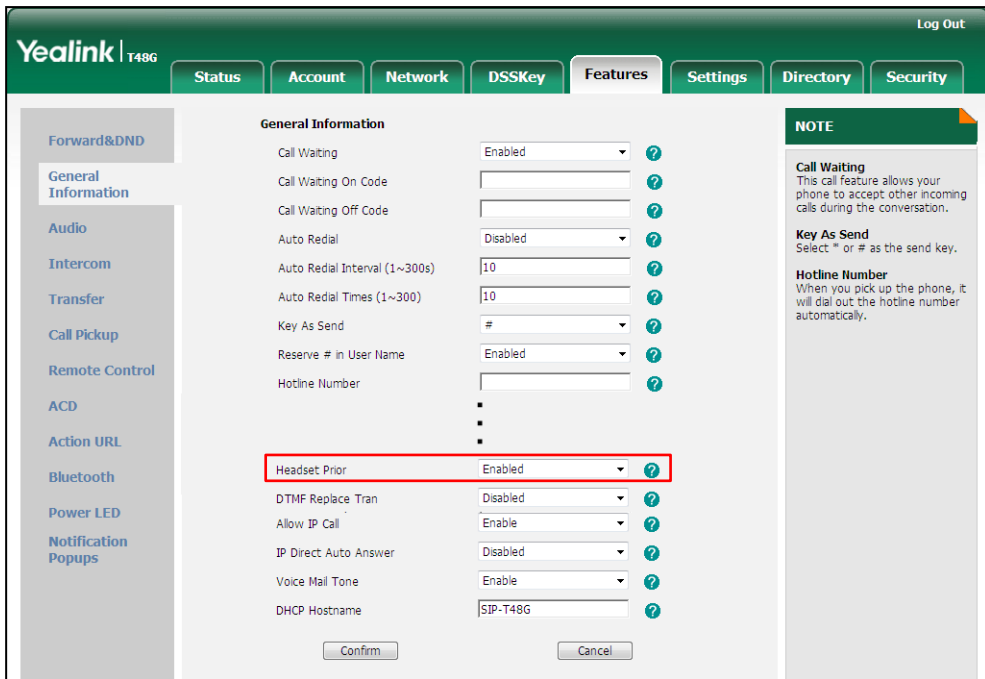 Log Out
Yealink T48G
Status Account Network DSSKey Features Settings Directory Security
Forward&DND
General
Information
Audio
Intercom
Transfer
Call Pickup
Remote Control
ACD
Action URL
Bluetooth
Power LED
Notification
Popups
General Information
Call Waiting Enabled ?
Call Waiting On Code ?
Call Waiting Off Code ?
Auto Redial Disabled ?
Auto Redial Interval (1~300s) 10 ?
Auto Redial Times (1~300) 10 ?
Key As Send # ?
Reserve # in User Name Enabled ?
Hotline Number ?
Headset Prior Enabled ?
DTMF Replace Tran Disabled ?
Allow IP Call Enable ?
IP Direct Auto Answer Disabled ?
Voice Mail Tone Enable ?
DHCP Hostname SIP-T48G ?
Confirm Cancel
NOTE
Call Waiting
This call feature allows your
phone to accept other incoming
calls during the conversation.
Key As Send
Select * or # as the send key.
Hotline Number
When you pick up the phone, it
will dial out the hotline number
automatically.